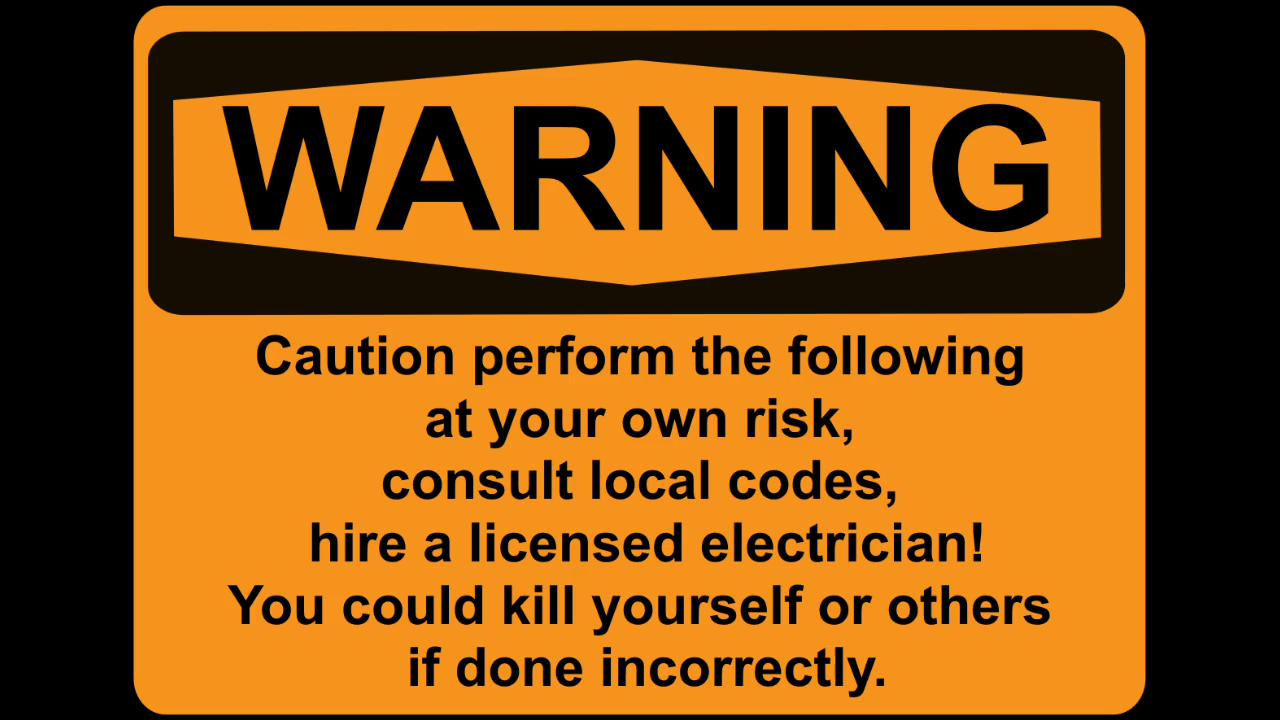 WARNING
Caution perform the following
at your own risk,
consult local codes,
hire a licensed electrician!
You could kill yourself or others
if done incorrectly.